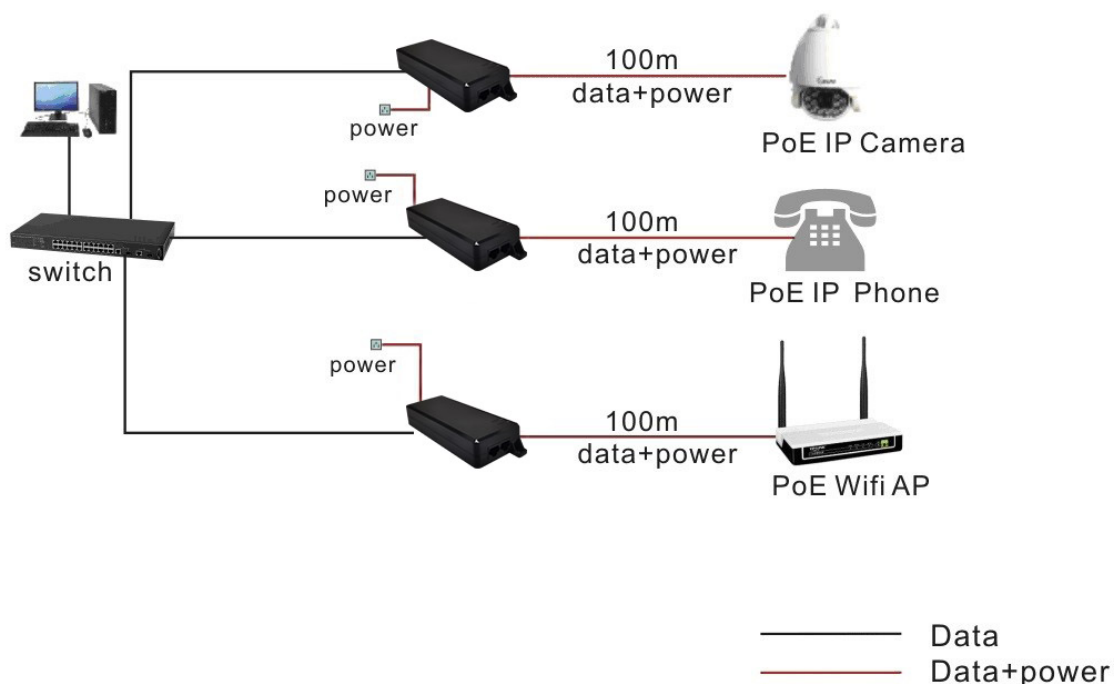 100m
data+power
power
PoE IP Camera
power
100m
data+power
switch
PoE IP Phone
power
100m
data+power
PoE Wifi AP
Data
Data+power